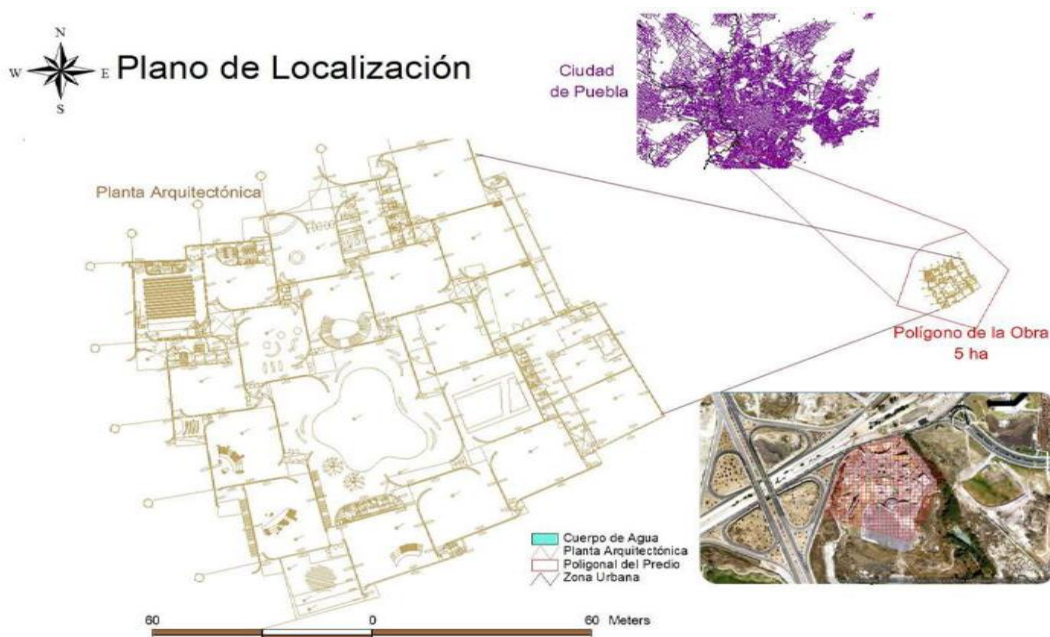 N
W
E
S
Plano de Localización
Ciudad
de Puebla
Planta Arquitectónica
Polígono de la Obra
5 ha
Cuerpo de Agua
Planta Arquitectónica
Poligonal del Predio
Zona Urbana
60 0 60 Meters